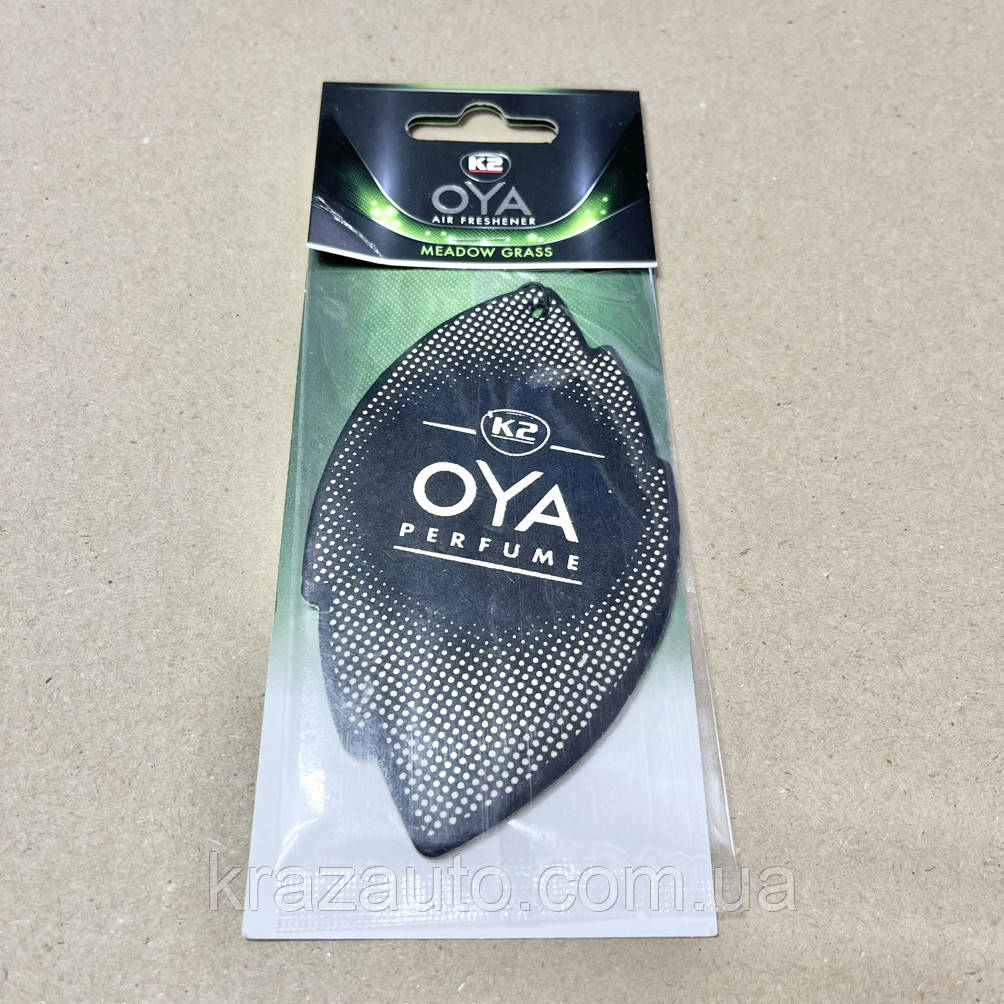 K2
OYA
AIR FRESHENER
MEADOW GRASS
K2
OYA
PERFUME
krazauto.com.ua